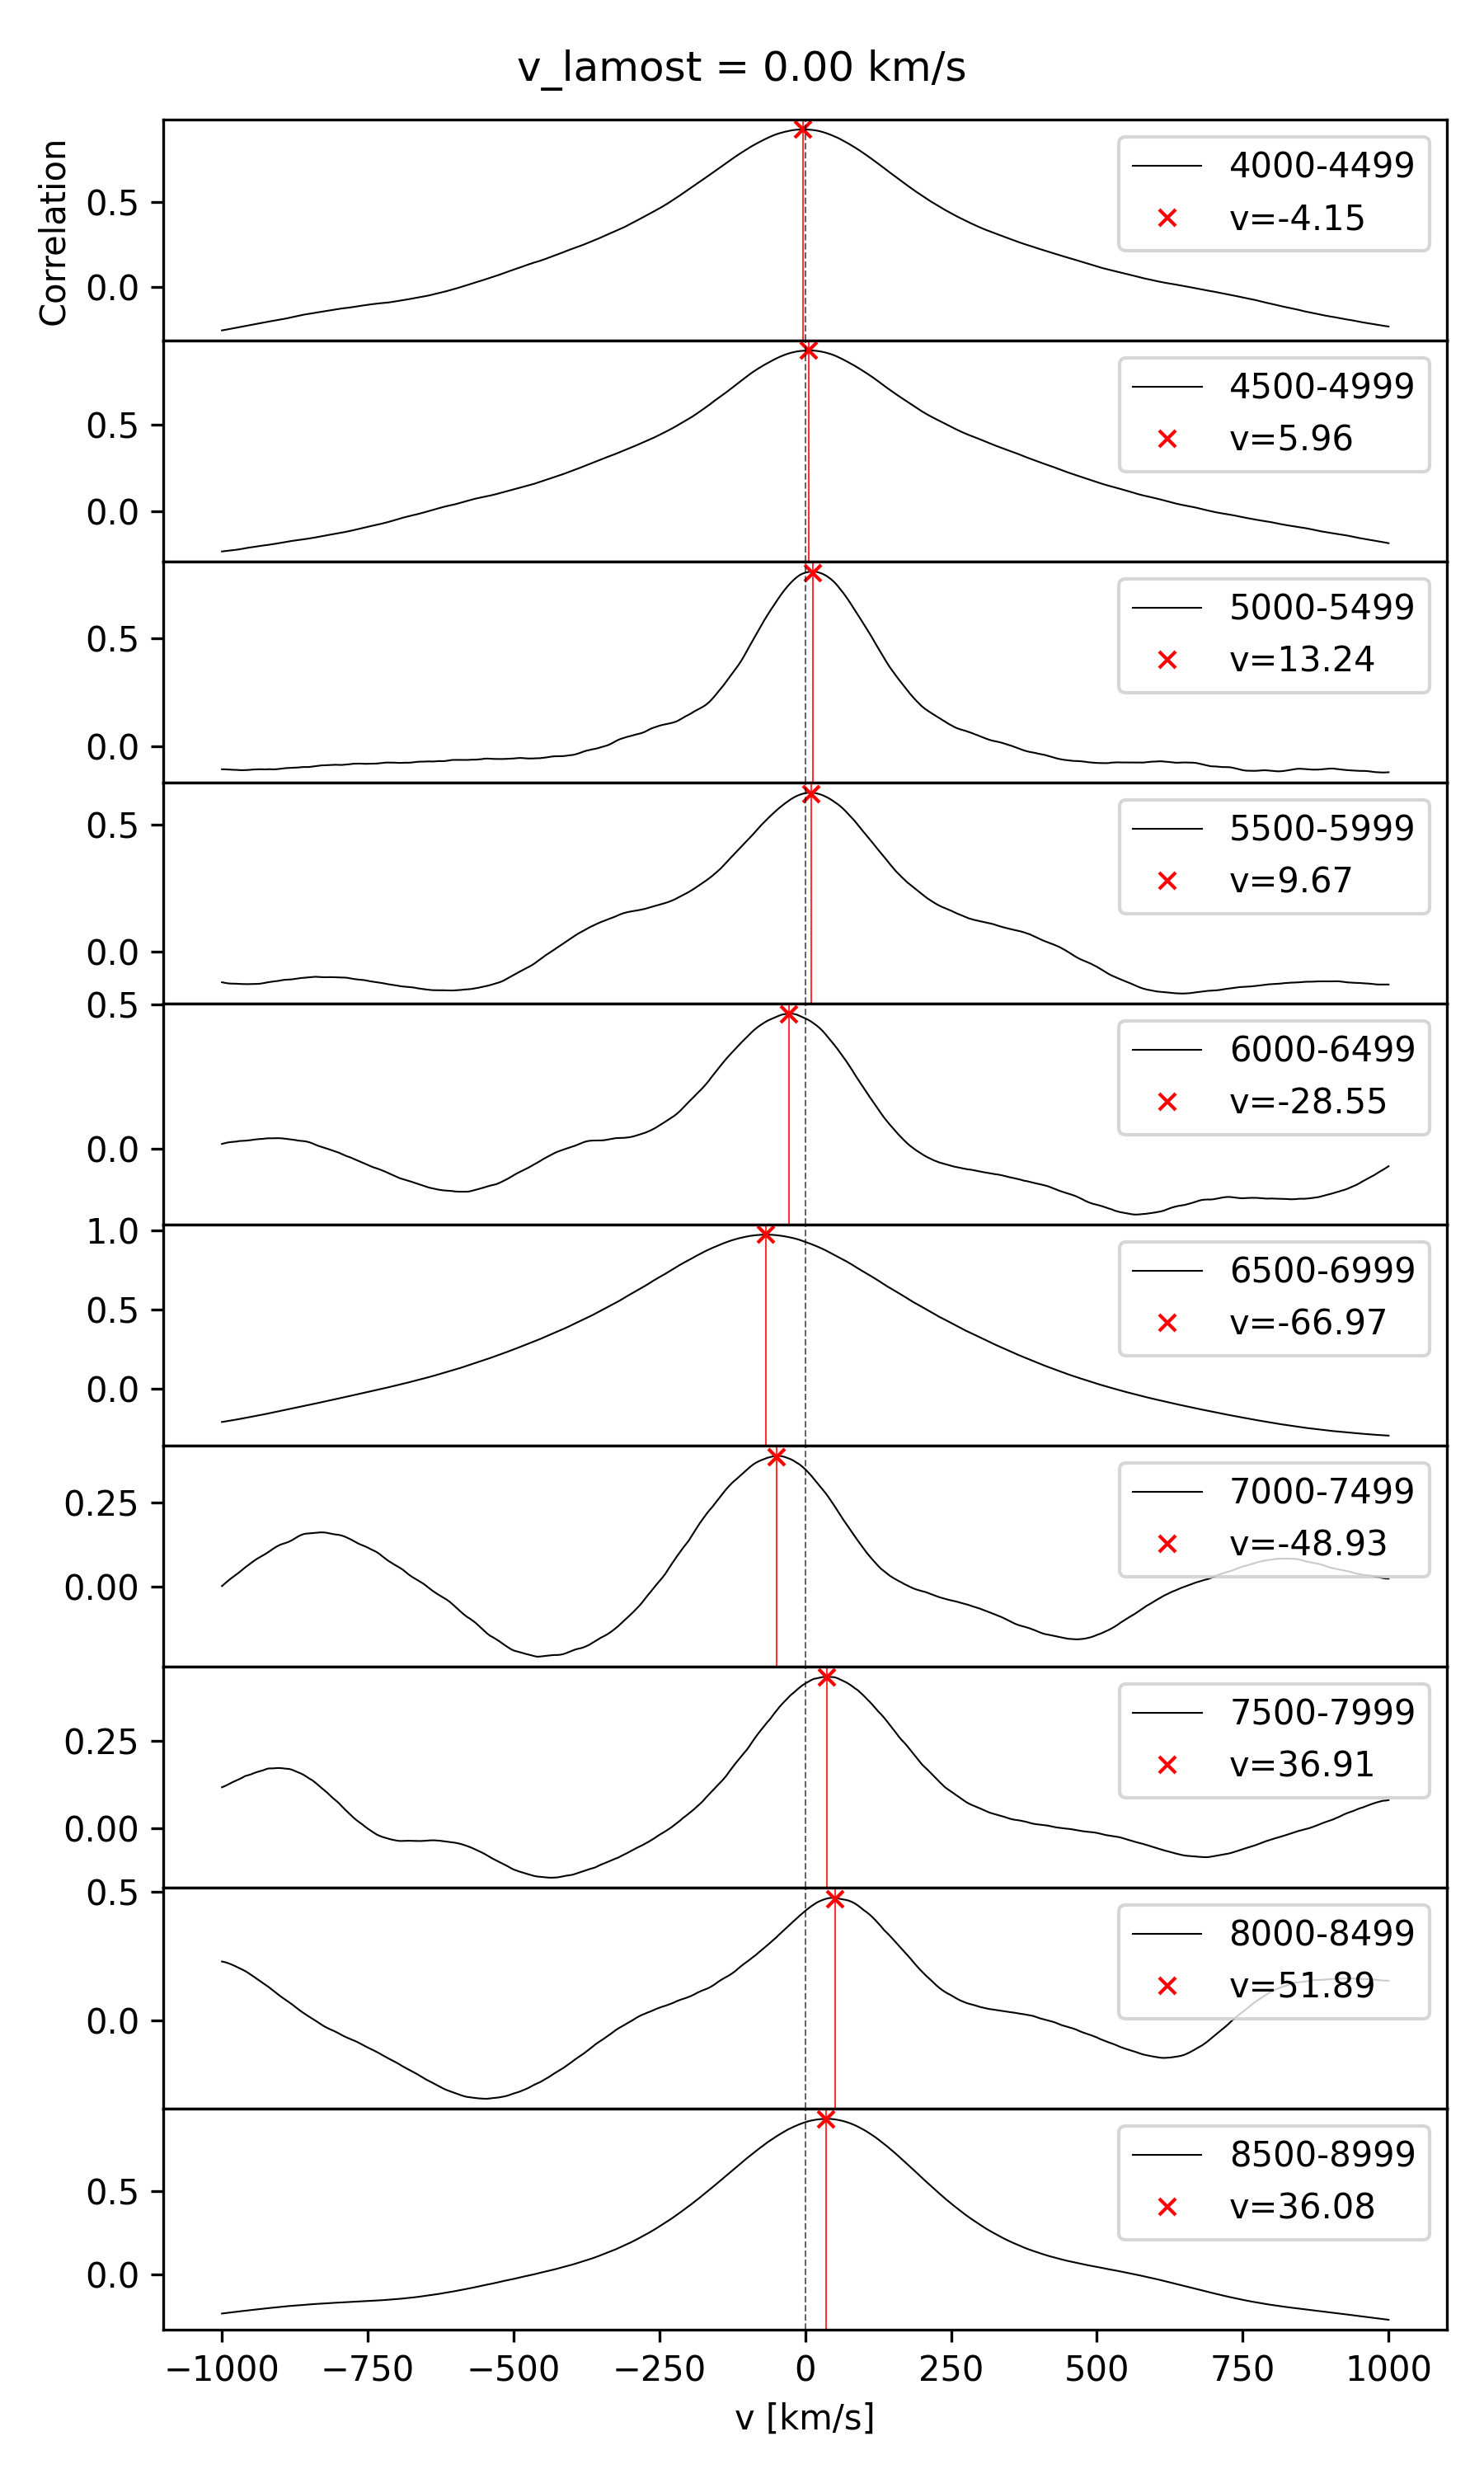 v_lamost = 0.00 km/s
Correlation
0.5
0.0
4000-4499
v=-4.15
0.5
0.0
4500-4999
v=5.96
0.5
0.0
5000-5499
v=13.24
0.5
0.0
5500-5999
v=9.67
0.5
0.0
6000-6499
v=-28.55
1.0
0.5
0.0
6500-6999
v=-66.97
0.25
0.00
7000-7499
v=-48.93
0.25
0.00
7500-7999
v=36.91
0.5
0.0
8000-8499
v=51.89
0.5
0.0
8500-8999
v=36.08
−1000 −750 −500 −250 0 250 500 750 1000
v [km/s]